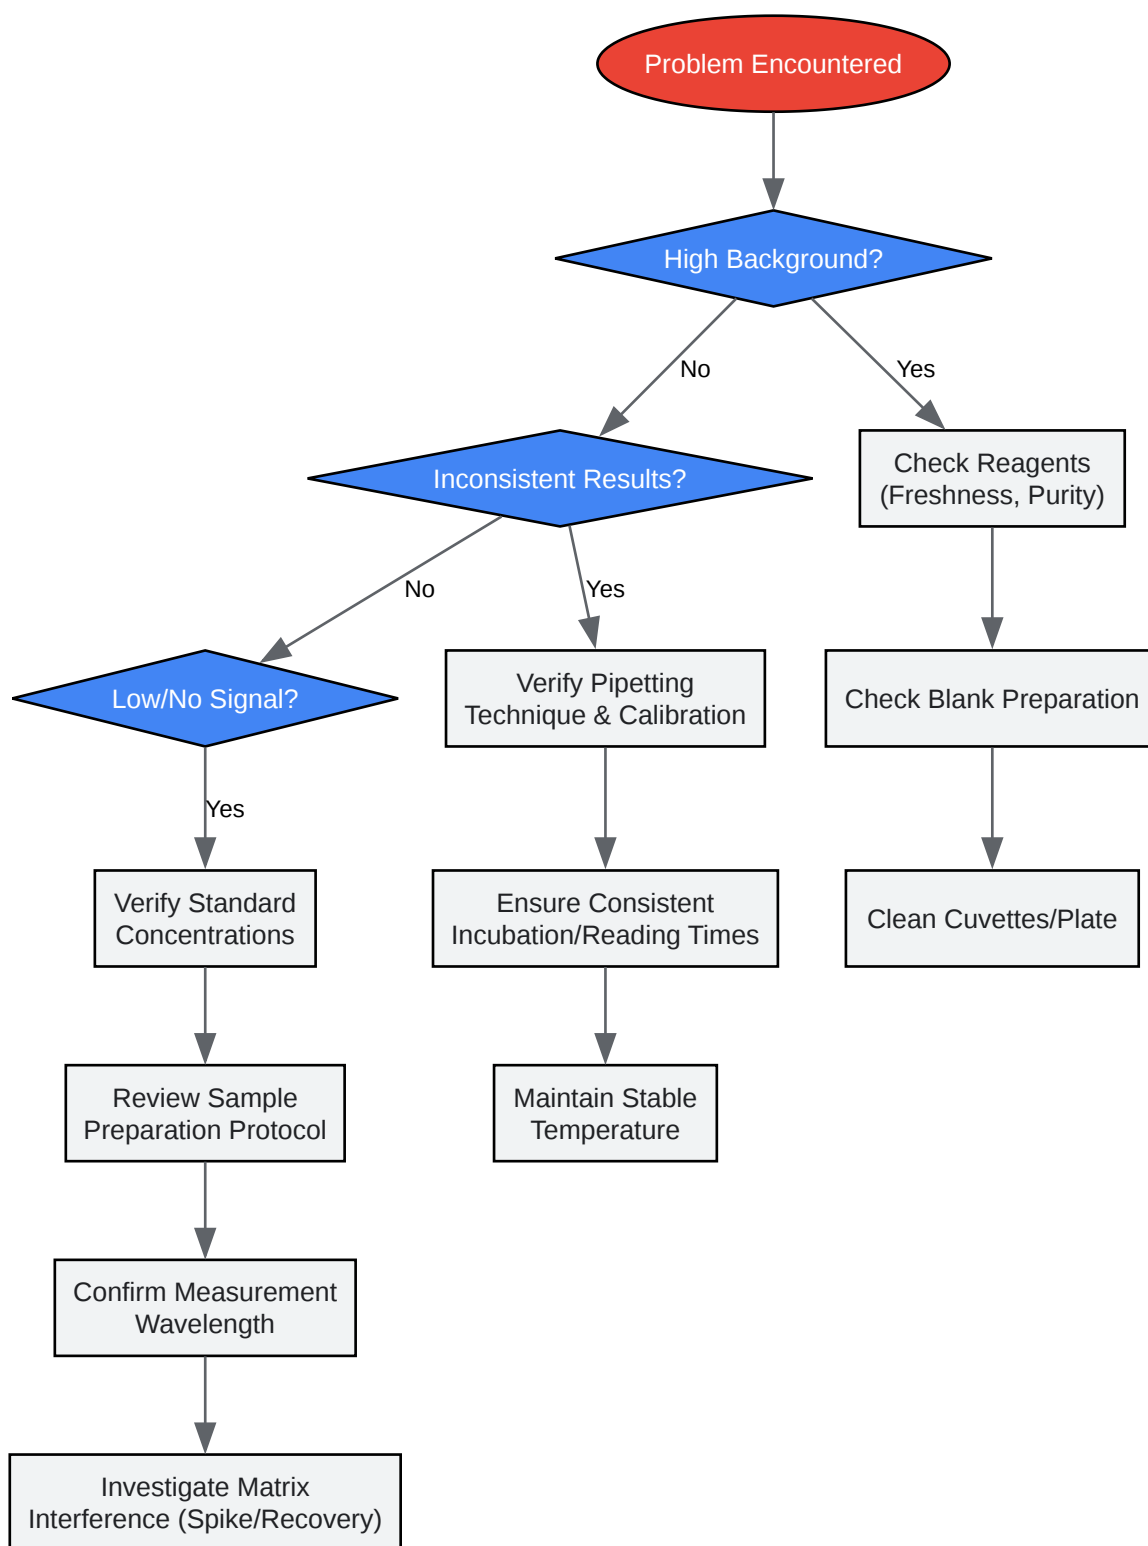 Problem Encountered
High Background?
No
Yes
Inconsistent Results?
Check Reagents
(Freshness, Purity)
No
Yes
Low/No Signal?
Verify Pipetting
Technique & Calibration
Check Blank Preparation
Yes
Verify Standard
Concentrations
Ensure Consistent
Incubation/Reading Times
Clean Cuvettes/Plate
Review Sample
Preparation Protocol
Maintain Stable
Temperature
Confirm Measurement
Wavelength
Investigate Matrix
Interference (Spike/Recovery)